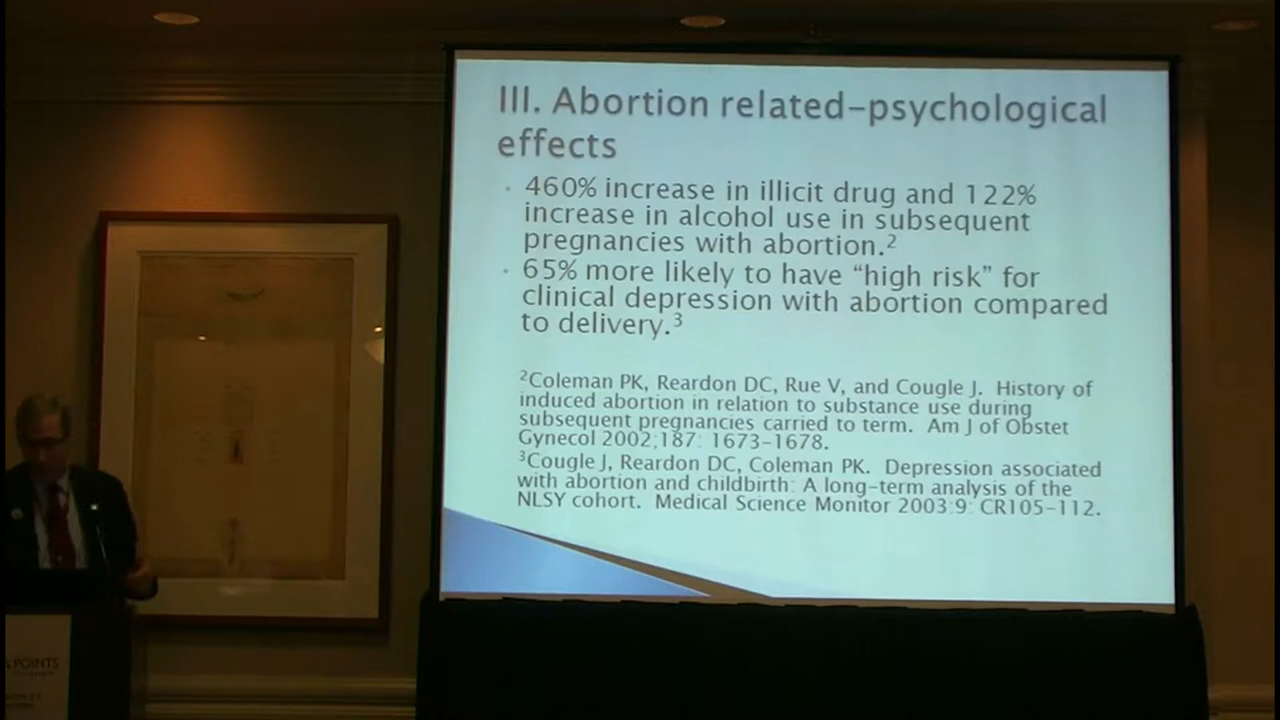 III. Abortion related-psychological
effects
• 460% increase in illicit drug and 122%
increase in alcohol use in subsequent
pregnancies with abortion.²
• 65% more likely to have “high risk” for
clinical depression with abortion compared
to delivery.³
²Coleman PK, Reardon DC, Rue V, and Cougle J. History of
induced abortion in relation to substance use during
subsequent pregnancies carried to term. Am J of Obstet
Gynecol 2002;187: 1673-1678.
³Cougle J, Reardon DC, Coleman PK. Depression associated
with abortion and childbirth: A long-term analysis of the
NLSY cohort. Medical Science Monitor 2003:9: CR105-112.
POINTS